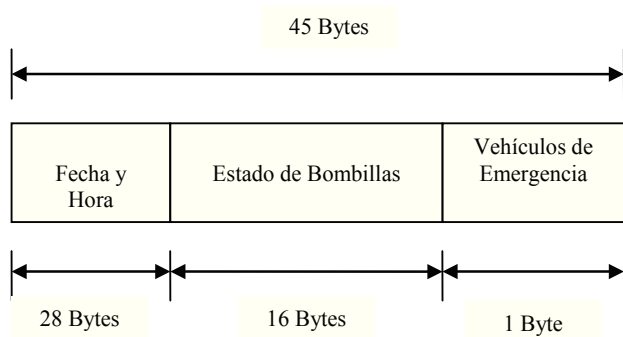 45 Bytes
Fecha y
Hora
Estado de Bombillas
Vehículos de
Emergencia
28 Bytes
16 Bytes
1 Byte